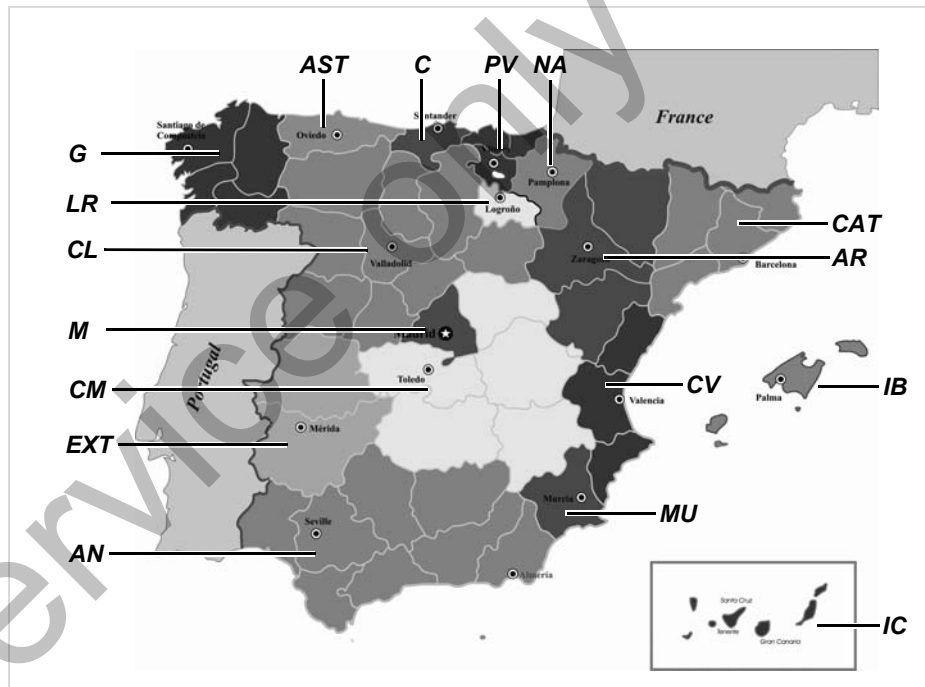 AST
C
PV
NA
France
Santander
Santiago de
Compostela
Oviedo
G
Pamplona
LR
Logroño
CAT
CL
Valladolid
Zaragoza
AR
Barcelona
M
Madrid
Portugal
Toledo
CM
CV
Palma
IB
Valencia
EXT
Mérida
Murcia
MU
Seville
AN
Almería
Santa Cruz
Tenerife
Gran Canaria
IC
ervice only